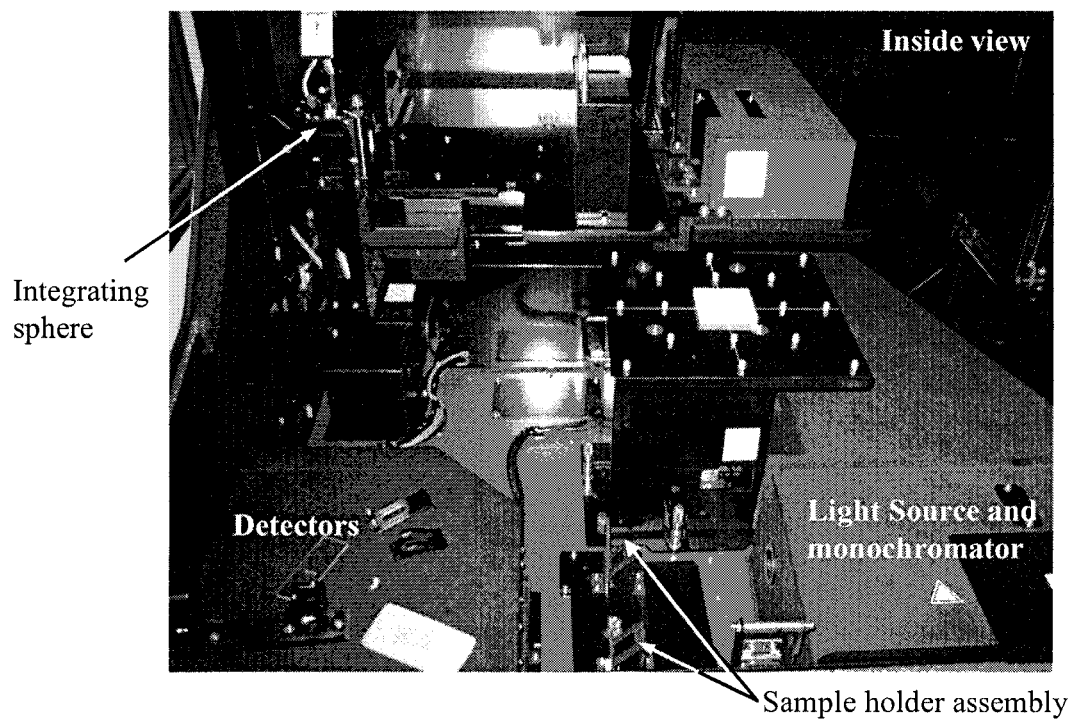 Inside view
Integrating
sphere
Detectors
Light Source and
monochromator
Sample holder assembly